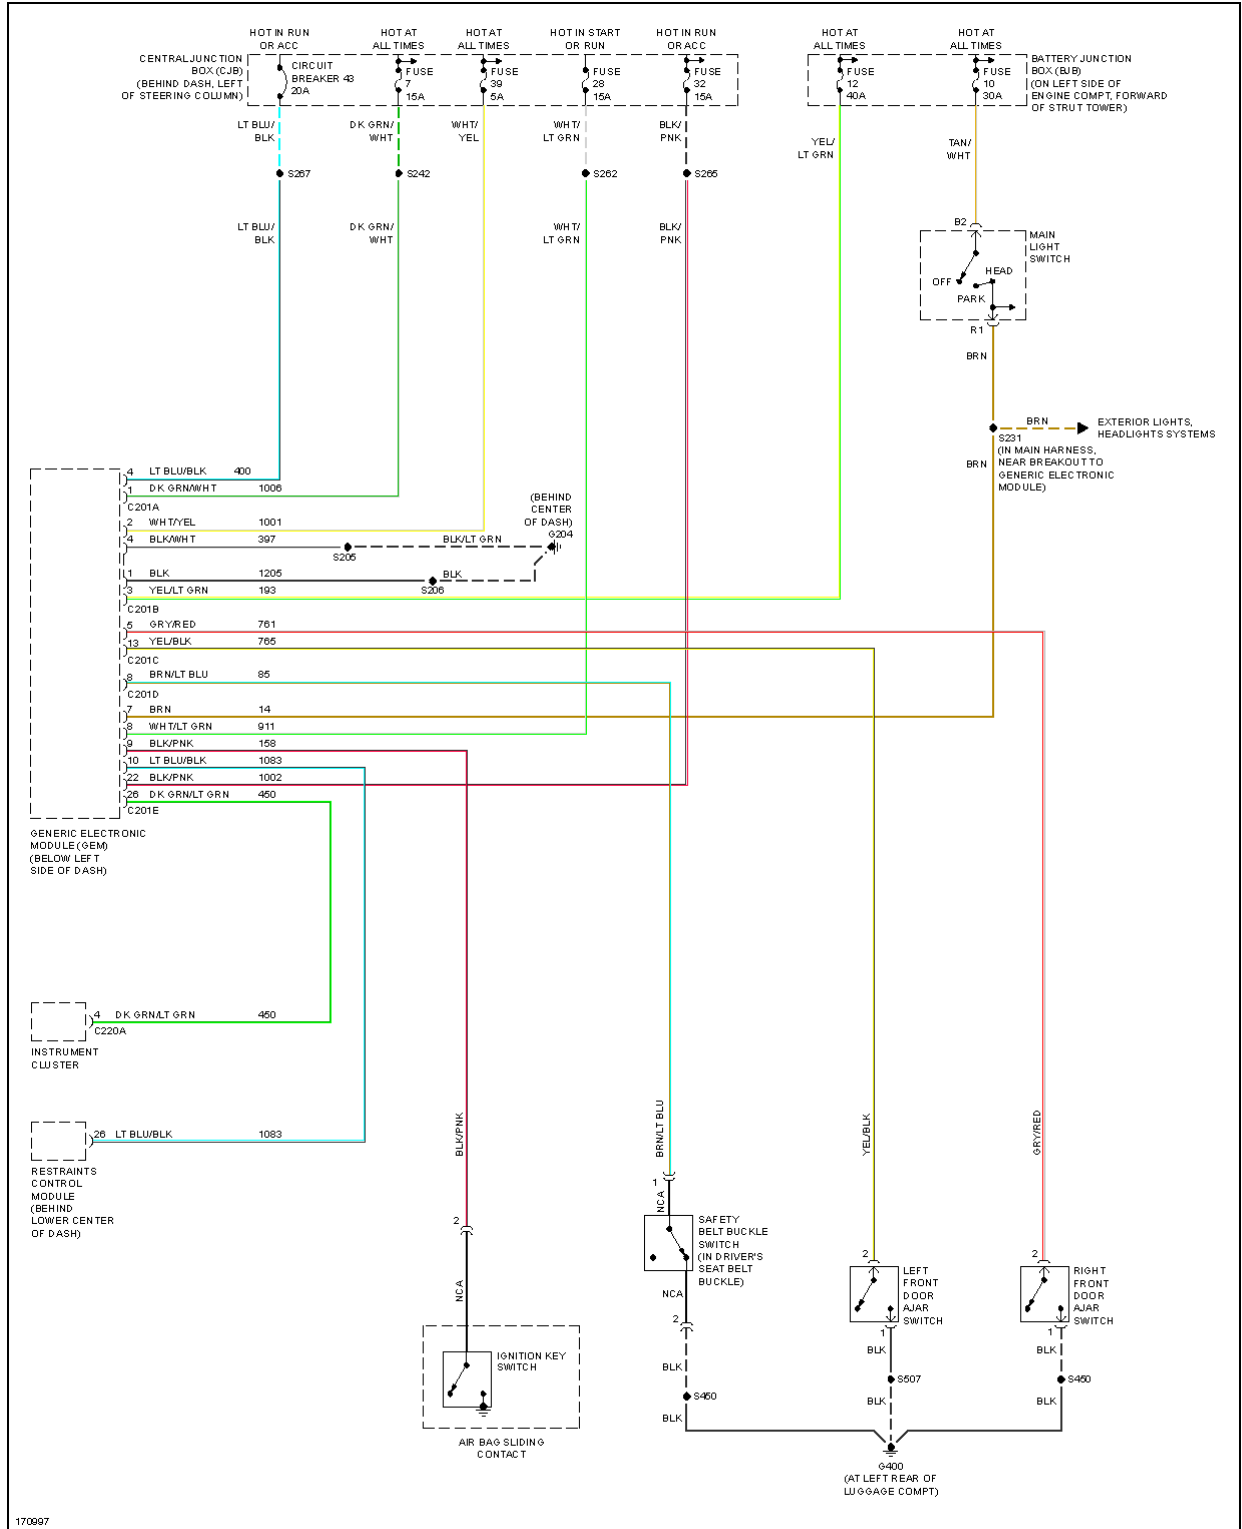 HOT IN RUN
OR ACC
HOT AT
ALL TIMES
HOT AT
ALL TIMES
HOT IN START
OR RUN
HOT IN RUN
OR ACC
HOT AT
ALL TIMES
HOT AT
ALL TIMES
CENTRAL JUNCTION
BOX (CJB)
(BEHIND DASH, LEFT
OF STEERING COLUMN)
CIRCUIT
BREAKER 43
20A
FUSE
7
15A
FUSE
39
5A
FUSE
28
15A
FUSE
32
15A
FUSE
12
40A
FUSE
10
30A
BATTERY JUNCTION
BOX (BJB)
(ON LEFT SIDE OF
ENGINE COMPT, FORWARD
OF STRUT TOWER)
LT BLU/
BLK
DK GRN/
WHT
WHT/
YEL
WHT/
LT GRN
BLK/
PNK
YEL/
LT GRN
TAN/
WHT
S267
S242
S262
S265
LT BLU/
BLK
DK GRN/
WHT
WHT/
LT GRN
BLK/
PNK
B2
MAIN
LIGHT
SWITCH
OFF
HEAD
PARK
R1
BRN
BRN
EXTERIOR LIGHTS,
HEADLIGHTS SYSTEMS
S231
(IN MAIN HARNESS,
NEAR BREAKOUT TO
GENERIC ELECTRONIC
MODULE)
BRN
4 LT BLU/BLK 400
1 DK GRN/WHT 1006
C201A
2 WHT/YEL 1001
4 BLK/WHT 397
S205
BLK/LT GRN
(BEHIND
CENTER
OF DASH)
G204
1 BLK 1205
S206
BLK
3 YEL/LT GRN 193
C201B
5 GRY/RED 761
13 YEL/BLK 765
C201C
8 BRN/LT BLU 85
C201D
7 BRN 14
8 WHT/LT GRN 911
9 BLK/PNK 158
10 LT BLU/BLK 1083
22 BLK/PNK 1002
26 DK GRN/LT GRN 450
C201E
GENERIC ELECTRONIC
MODULE (GEM)
(BELOW LEFT
SIDE OF DASH)
4 DK GRN/LT GRN 450
C220A
INSTRUMENT
CLUSTER
26 LT BLU/BLK 1083
RESTRAINTS
CONTROL
MODULE
(BEHIND
LOWER CENTER
OF DASH)
BLK/PNK
BRN/LT BLU
YEL/BLK
GRY/RED
2
NCA
IGNITION KEY
SWITCH
AIR BAG SLIDING
CONTACT
1
NCA
SAFETY
BELT BUCKLE
SWITCH
(IN DRIVER'S
SEAT BELT
BUCKLE)
NCA
2
BLK
S450
BLK
2
LEFT
FRONT
DOOR
AJAR
SWITCH
1
BLK
S507
BLK
2
RIGHT
FRONT
DOOR
AJAR
SWITCH
1
BLK
S450
BLK
G400
(AT LEFT REAR OF
LUGGAGE COMPT)
170997